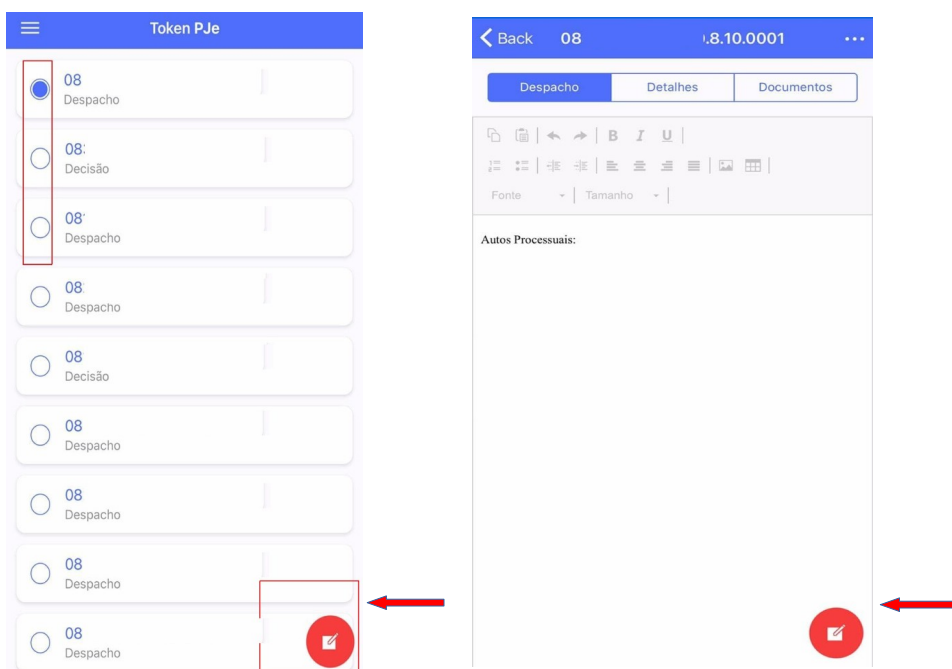 Token PJe
08
Despacho
08:
Decisão
08
Despacho
08
Despacho
08
Decisão
08
Despacho
08
Despacho
08
Despacho
08
Despacho
Back 08 .8.10.0001
Despacho Detalhes Documentos
B I U
Fonte Tamanho
Autos Processuais: